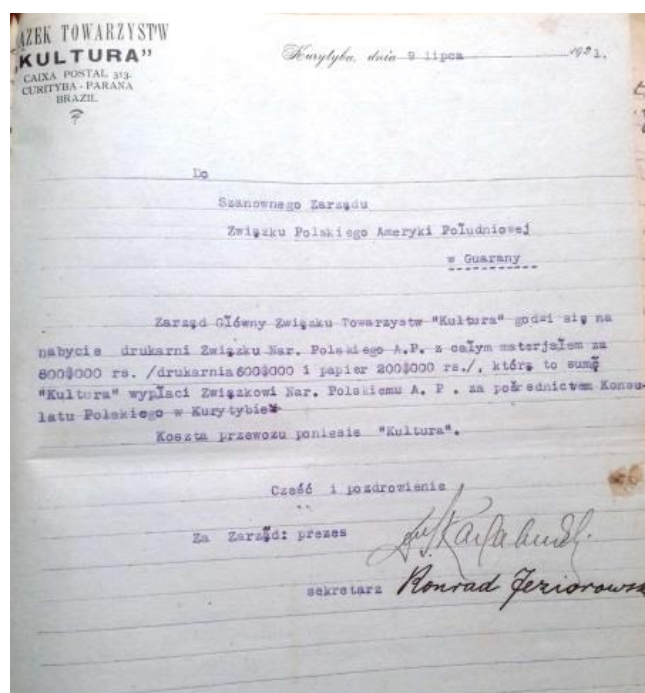 ĄZEK TOWARZYSTW
„KULTURA”
CAIXA POSTAL 313.
CURITYBA - PARANA
BRAZIL
Kurytyba, dnia 9 lipca 1921.
Do
Szanownego Zarządu
Związku Polskiego Ameryki Południowej
w Guarany
Zarząd Główny Związku Towarzystw "Kultura" godzi się na
nabycie drukarni Związku Nar. Polskiego A.P. z całym materjałem za
800$000 rs. /drukarnia 600$000 i papier 200$000 rs./, którą to sumę
"Kultura" wypłaci Związkowi Nar. Polskiemu A. P . za pośrednictwem Konsu-
latu Polskiego w Kurytybie
Koszta przewozu poniesie "Kultura".
Cześć i pozdrowienie
Za Zarząd: prezes
sekretarz Konrad Jeziorowsk